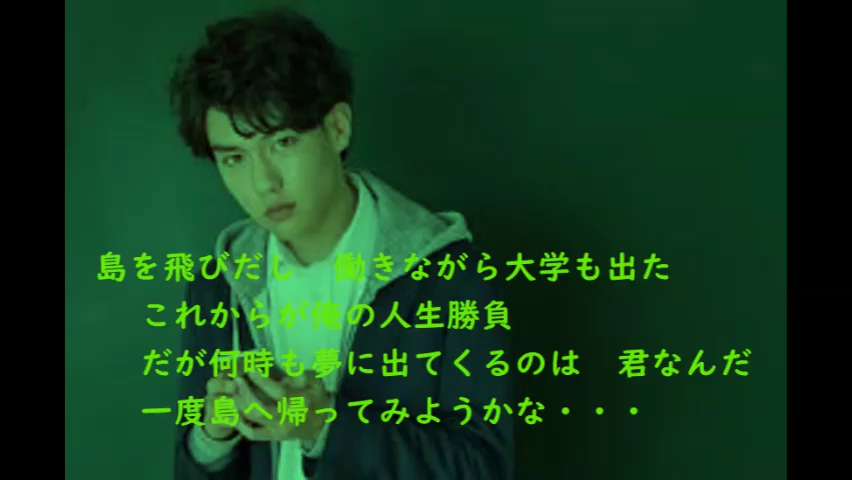 島を飛びだし　働きながら大学も出た
これからが俺の人生勝負
だが何時も夢に出てくるのは　君なんだ
一度島へ帰ってみようかな・・・